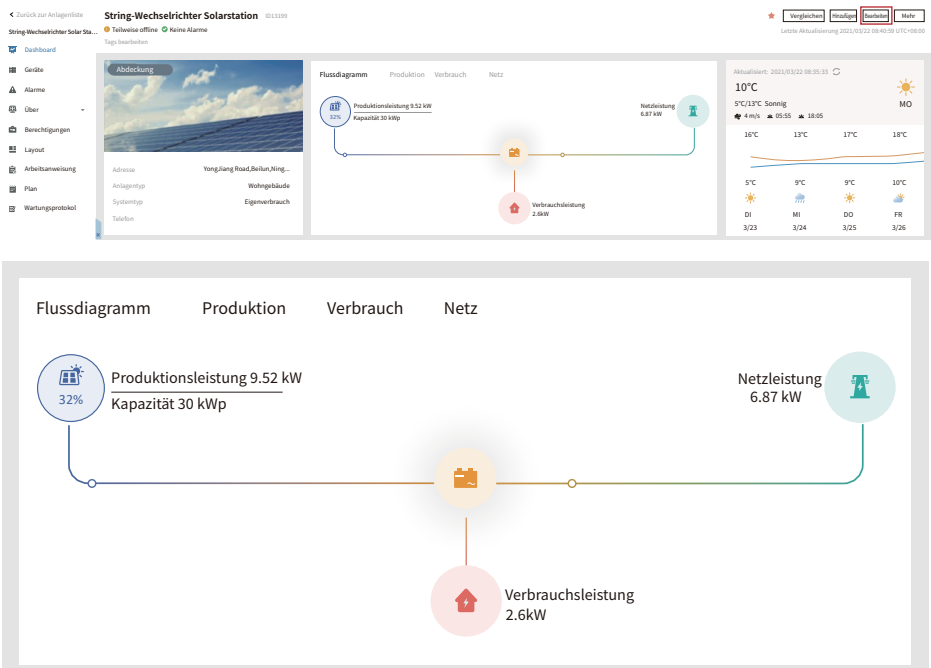 Zurück zur Anlagenliste
String-Wechselrichter Solar Sta...
Dashboard
Geräte
Alarme
Über
Berechtigungen
Layout
Arbeitsanweisung
Plan
Wartungsprotokol
String-Wechselrichter Solarstation ID13199
Teilweise offline Keine Alarme
Tags bearbeiten
Vergleichen Hinzufügen Bearbeiten Mehr
Letzte Aktualisierung 2021/03/22 08:40:59 UTC+08:00
Abdeckung
Adresse YongJiang Road,Beilun,Ning...
Anlagentyp Wohngebäude
Systemtyp Eigenverbrauch
Telefon
Flussdiagramm Produktion Verbrauch Netz
32%
Produktionsleistung 9.52 kW
Kapazität 30 kWp
Netzleistung
6.87 kW
Verbrauchsleistung
2.6kW
Aktualisiert: 2021/03/22 08:35:33
10°C
5°C/13°C Sonnig
MO
4 m/s 05:55 18:05
16°C 13°C 17°C 18°C
5°C 9°C 9°C 10°C
DI MI DO FR
3/23 3/24 3/25 3/26
Flussdiagramm Produktion Verbrauch Netz
32%
Produktionsleistung 9.52 kW
Kapazität 30 kWp
Netzleistung
6.87 kW
Verbrauchsleistung
2.6kW